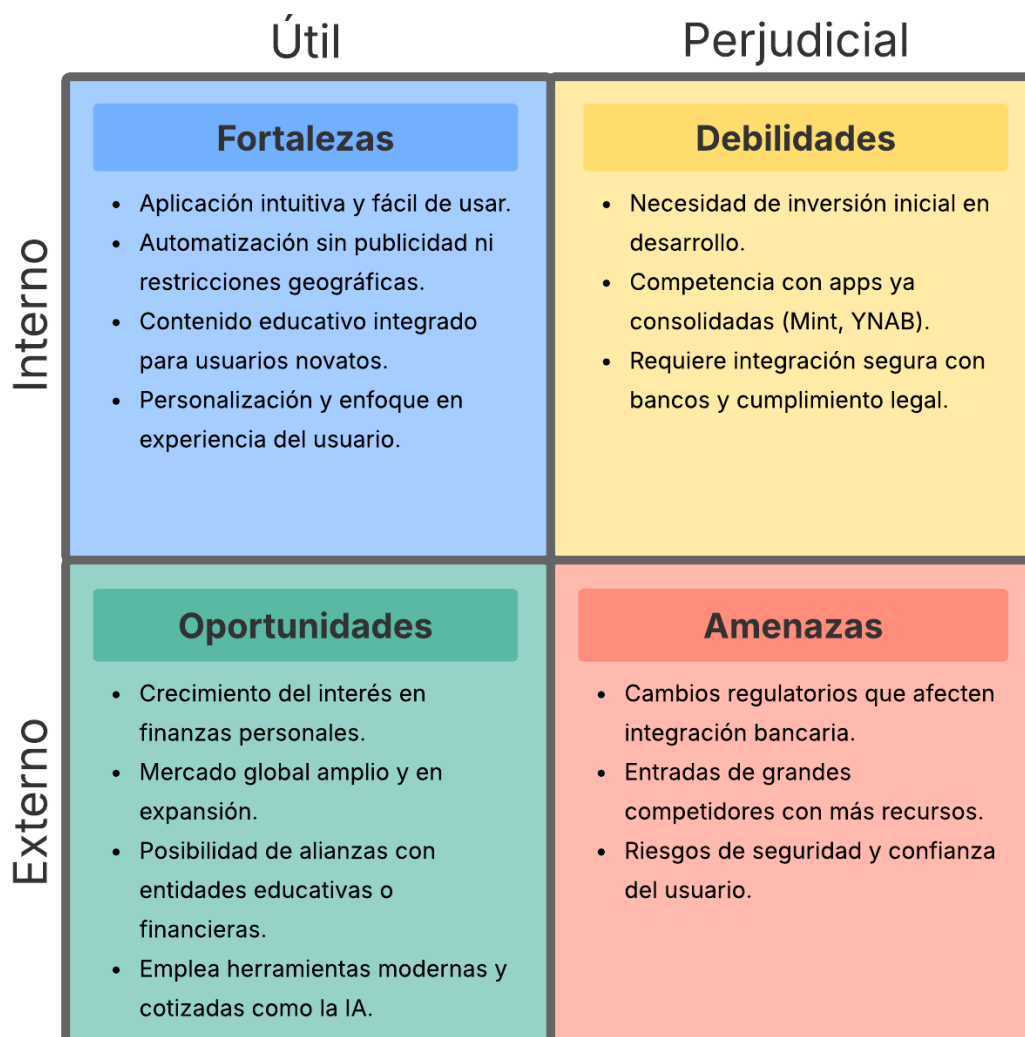 Útil
Perjudicial
Interno
Fortalezas
• Aplicación intuitiva y fácil de usar.
• Automatización sin publicidad ni
restricciones geográficas.
• Contenido educativo integrado
para usuarios novatos.
• Personalización y enfoque en
experiencia del usuario.
Debilidades
• Necesidad de inversión inicial en
desarrollo.
• Competencia con apps ya
consolidadas (Mint, YNAB).
• Requiere integración segura con
bancos y cumplimiento legal.
Externo
Oportunidades
• Crecimiento del interés en
finanzas personales.
• Mercado global amplio y en
expansión.
• Posibilidad de alianzas con
entidades educativas o
financieras.
• Emplea herramientas modernas y
cotizadas como la IA.
Amenazas
• Cambios regulatorios que afecten
integración bancaria.
• Entradas de grandes
competidores con más recursos.
• Riesgos de seguridad y confianza
del usuario.